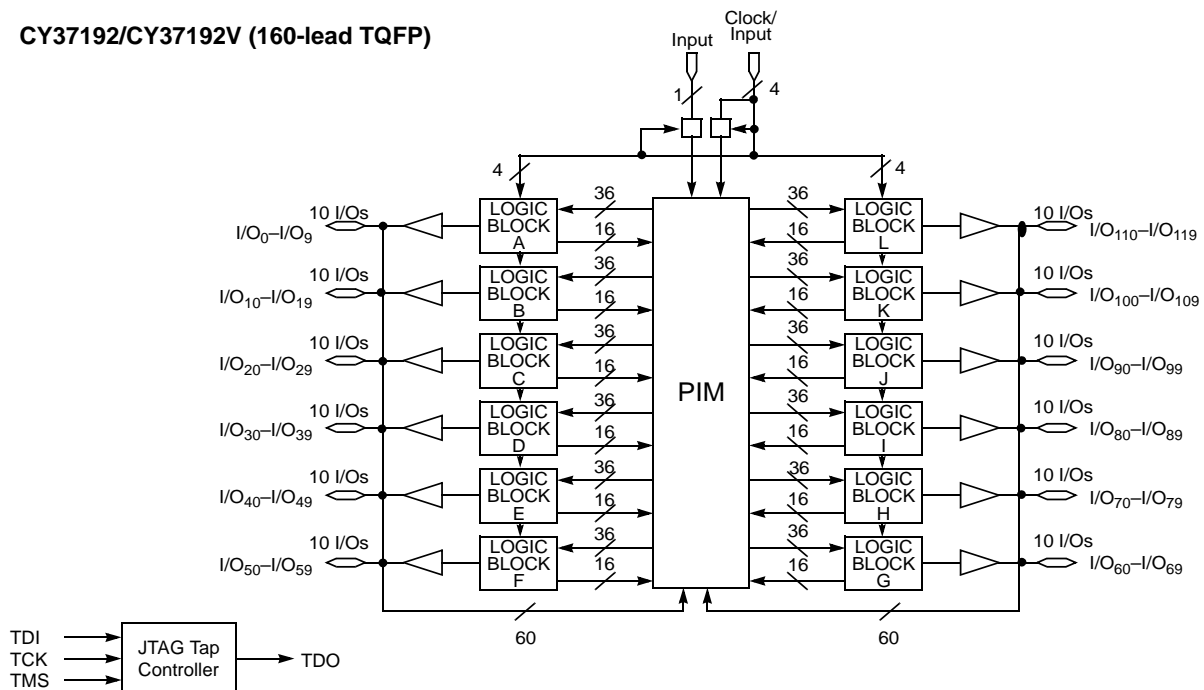 CY37192/CY37192V (160-lead TQFP)
Input
Clock/
Input
1
4
4
4
10 I/Os
I/O0–I/O9
LOGIC
BLOCK
A
36
16
PIM
36
16
LOGIC
BLOCK
L
10 I/Os
I/O110–I/O119
10 I/Os
I/O10–I/O19
LOGIC
BLOCK
B
36
16
36
16
LOGIC
BLOCK
K
10 I/Os
I/O100–I/O109
10 I/Os
I/O20–I/O29
LOGIC
BLOCK
C
36
16
36
16
LOGIC
BLOCK
J
10 I/Os
I/O90–I/O99
10 I/Os
I/O30–I/O39
LOGIC
BLOCK
D
36
16
36
16
LOGIC
BLOCK
I
10 I/Os
I/O80–I/O89
10 I/Os
I/O40–I/O49
LOGIC
BLOCK
E
36
16
36
16
LOGIC
BLOCK
H
10 I/Os
I/O70–I/O79
10 I/Os
I/O50–I/O59
LOGIC
BLOCK
F
36
16
36
16
LOGIC
BLOCK
G
10 I/Os
I/O60–I/O69
60
60
TDI
TCK
TMS
JTAG Tap
Controller
TDO